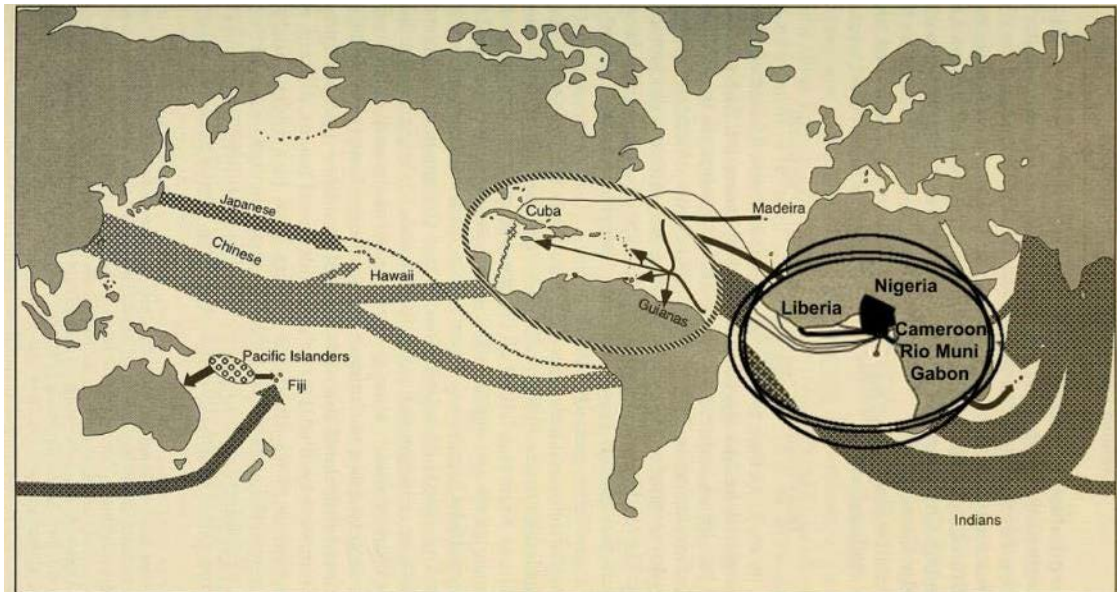 Japanese
Chinese
Hawaii
Cuba
Guianas
Madeira
Nigeria
Liberia
Cameroon
Rio Muni
Gabon
Pacific Islanders
Fiji
Indians